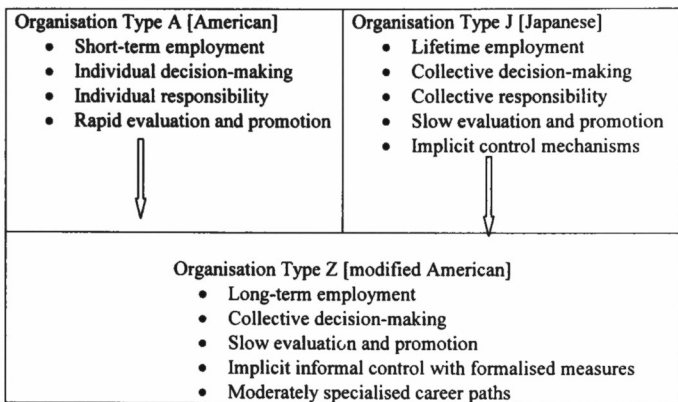 Organisation Type A [American]
• Short-term employment
• Individual decision-making
• Individual responsibility
• Rapid evaluation and promotion
Organisation Type J [Japanese]
• Lifetime employment
• Collective decision-making
• Collective responsibility
• Slow evaluation and promotion
• Implicit control mechanisms
Organisation Type Z [modified American]
• Long-term employment
• Collective decision-making
• Slow evaluation and promotion
• Implicit informal control with formalised measures
• Moderately specialised career paths